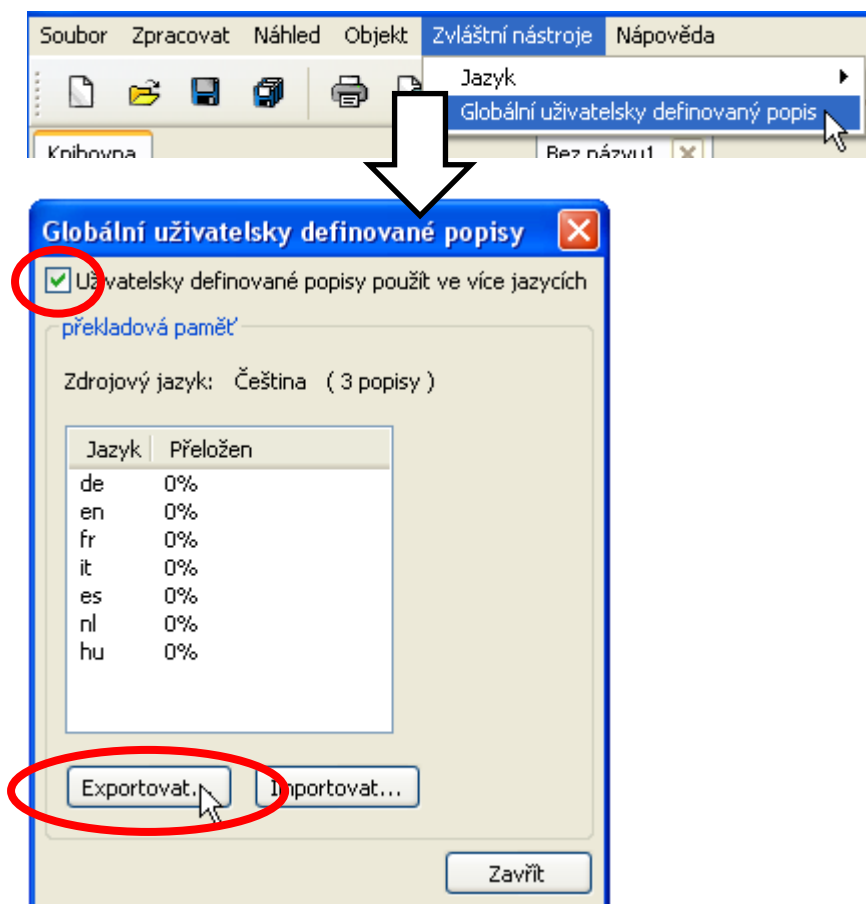 Soubor Zpracovat Náhled Objekt Zvláštní nástroje Nápověda
Jazyk
Globální uživatelsky definovaný popis
Knihovna Bez názvu1
Globální uživatelsky definované popisy
Uživatelsky definované popisy použít ve více jazycích
překladová paměť
Zdrojový jazyk: Čeština ( 3 popisy )
Jazyk Přeložen
de 0%
en 0%
fr 0%
it 0%
es 0%
nl 0%
hu 0%
Exportovat... Importovat...
Zavřít